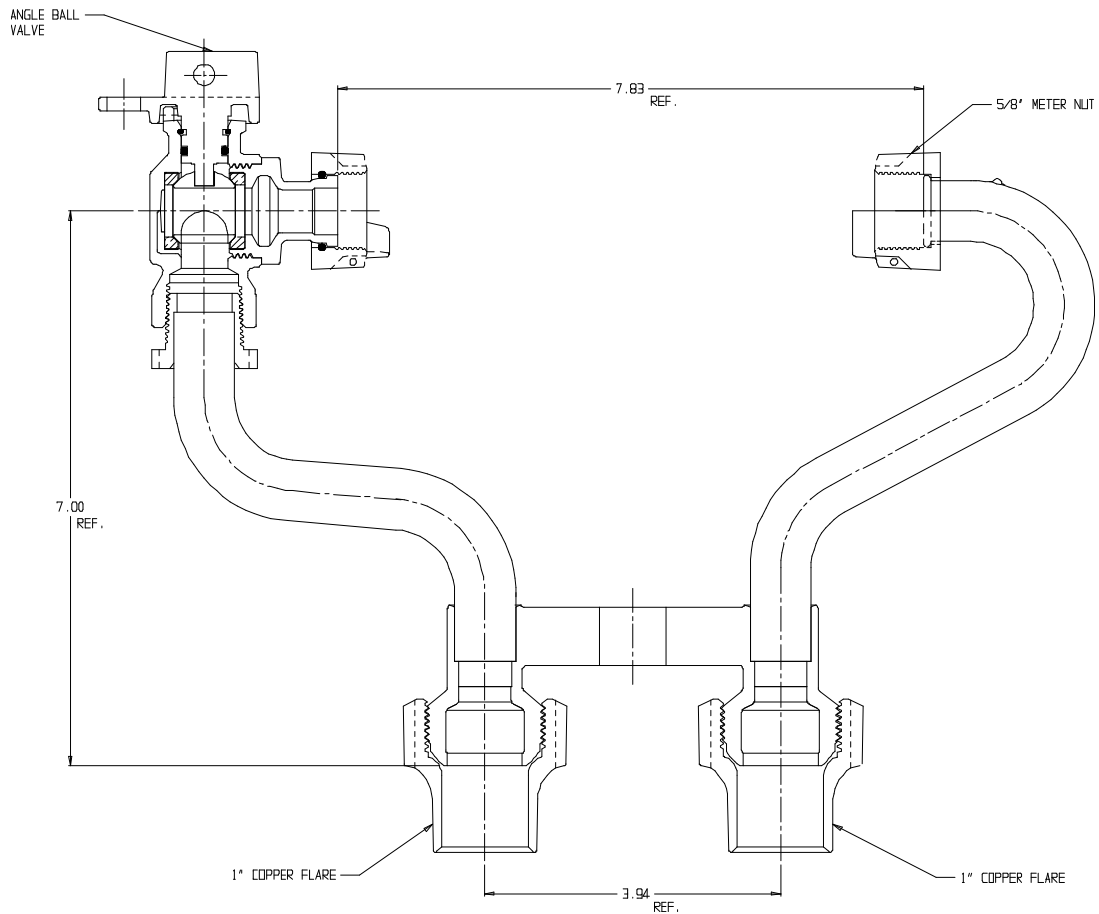 ANGLE BALL
VALVE
7.83
REF.
5/8" METER NUT
7.00
REF.
1" COPPER FLARE
3.94
REF.
1" COPPER FLARE